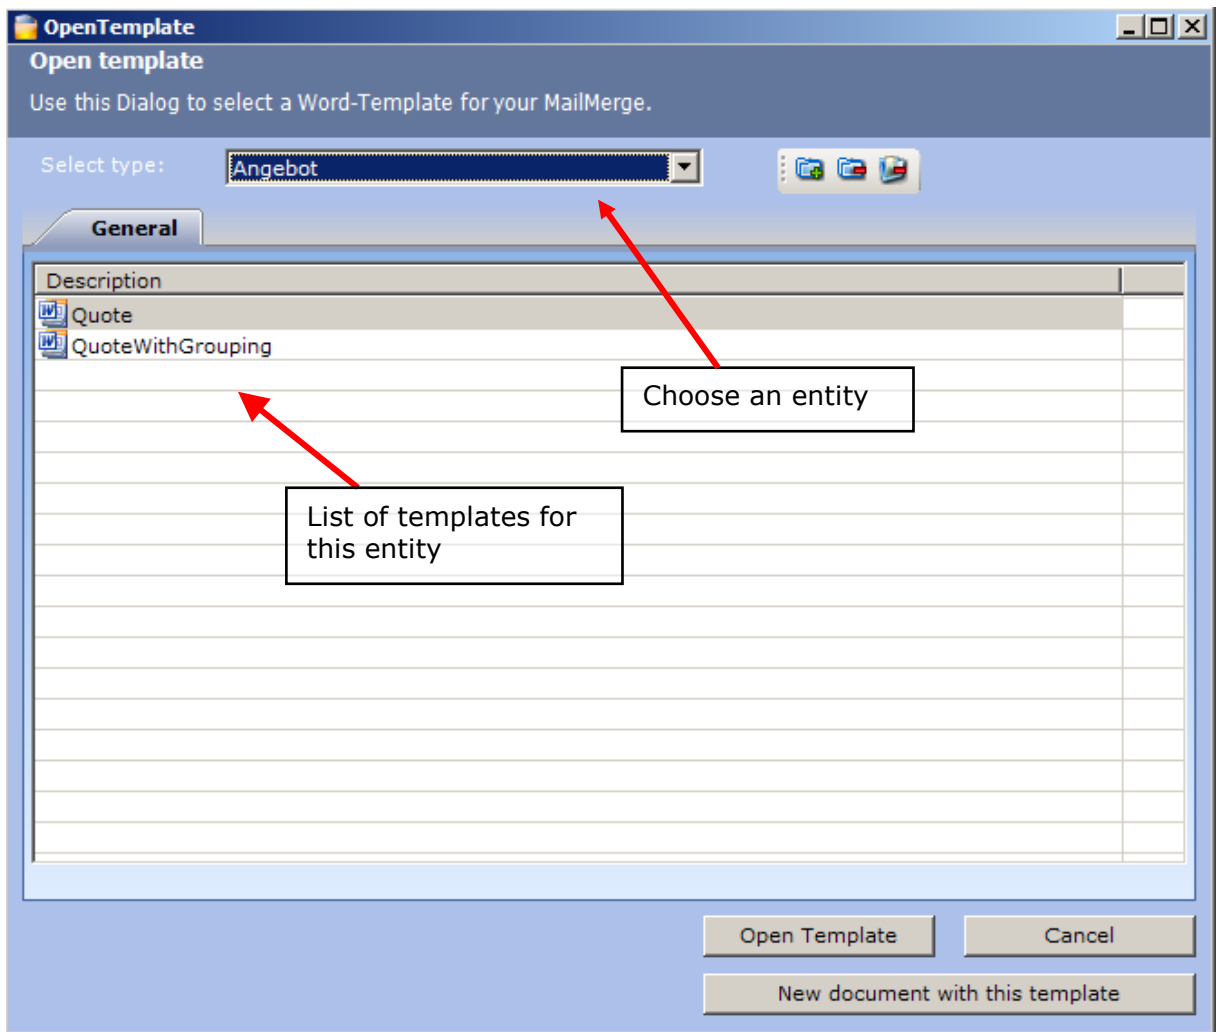 OpenTemplate
Open template
Use this Dialog to select a Word-Template for your MailMerge.
Select type:
Angebot
General
Description
Quote
QuoteWithGrouping
Choose an entity
List of templates for
this entity
Open Template
Cancel
New document with this template